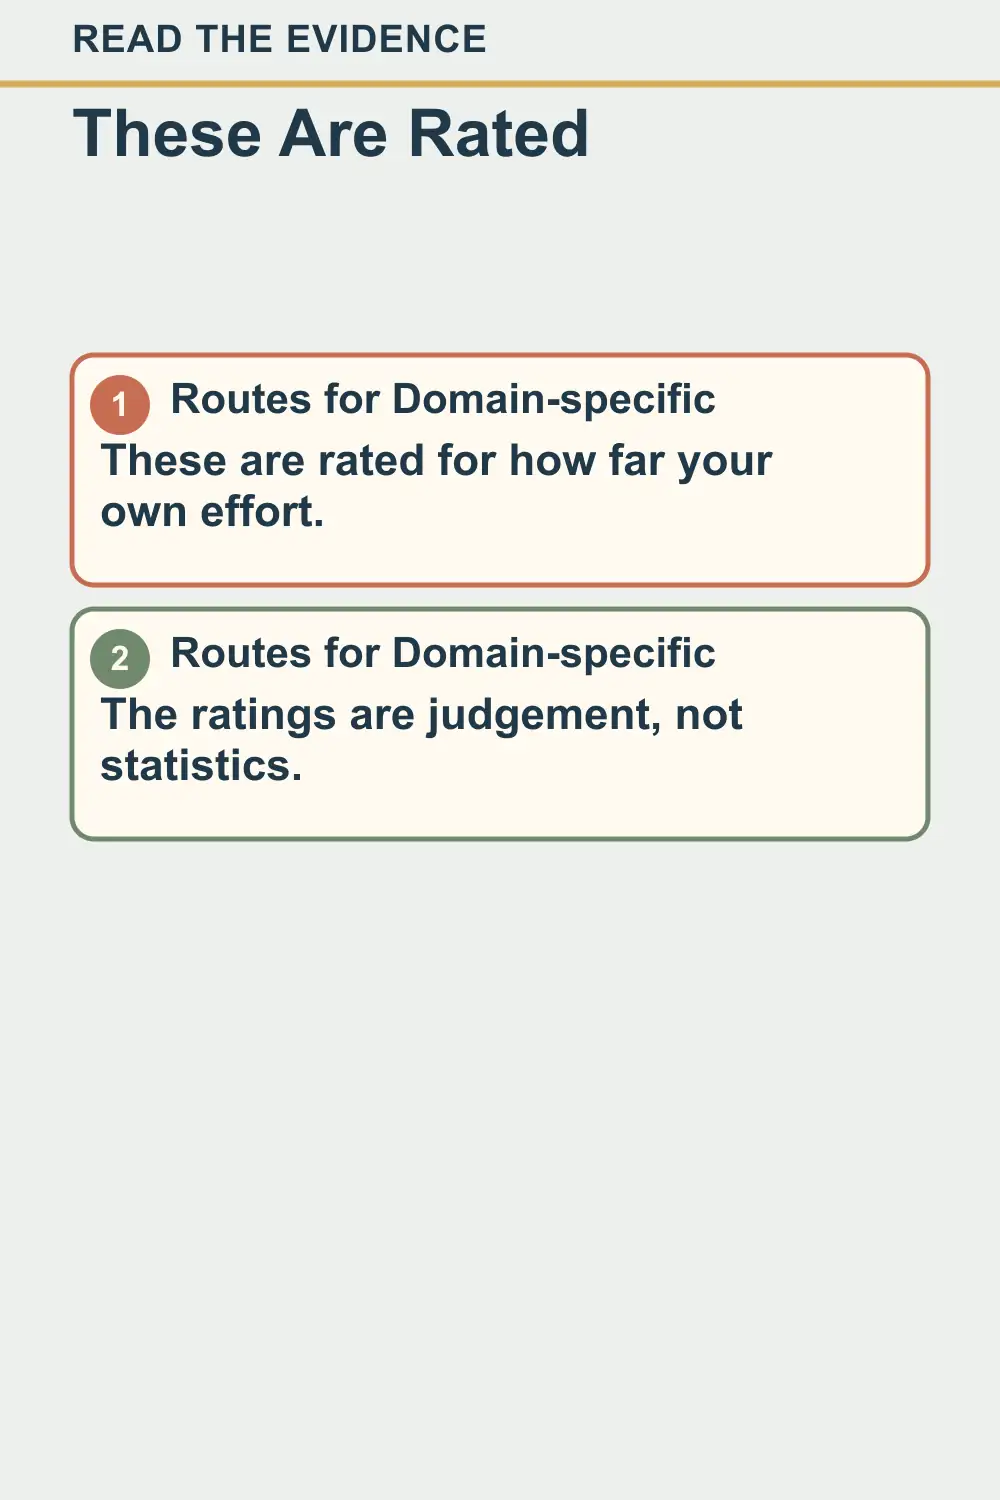 READ THE EVIDENCE
These Are Rated
1 Routes for Domain-specific
These are rated for how far your
own effort.
2 Routes for Domain-specific
The ratings are judgement, not
statistics.